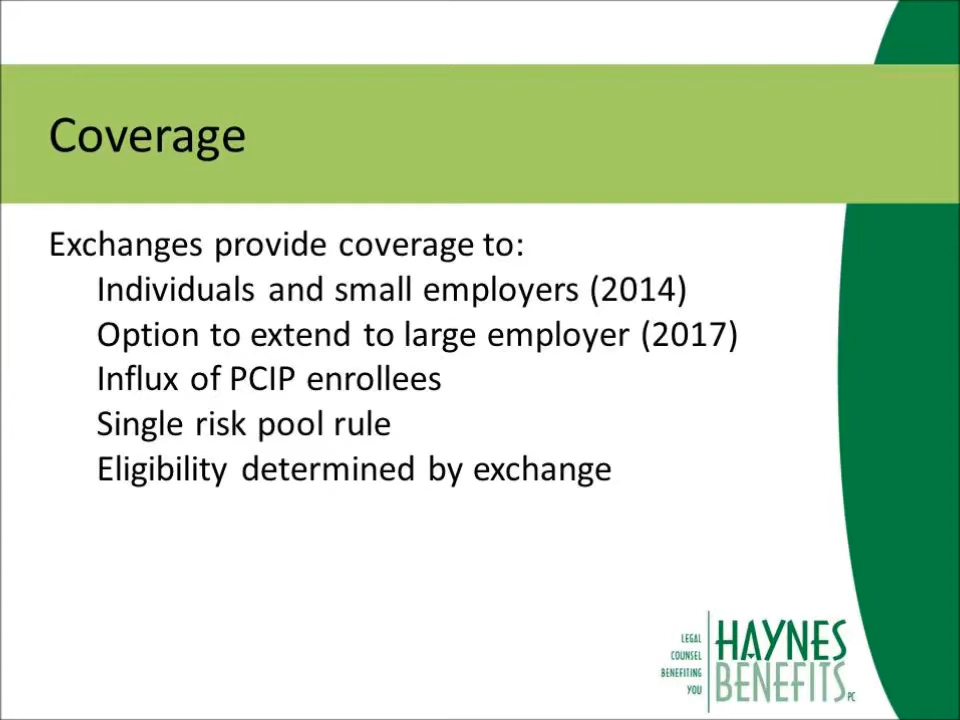 Coverage
Exchanges provide coverage to:
Individuals and small employers (2014)
Option to extend to large employer (2017)
Influx of PCIP enrollees
Single risk pool rule
Eligibility determined by exchange
LEGAL
COUNSEL
BENEFITING
YOU
HAYNES
BENEFITS PC